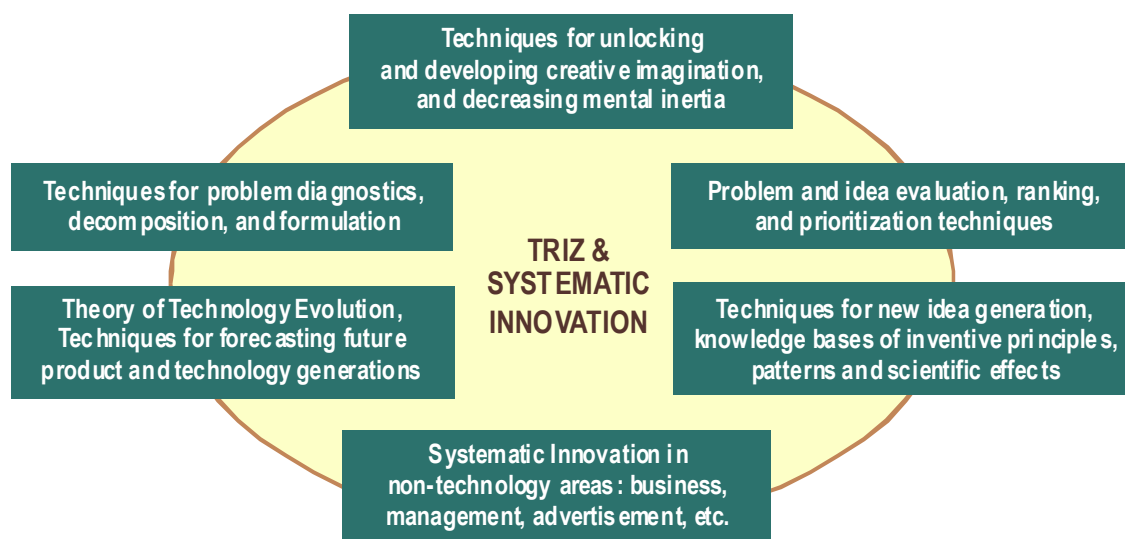 Techniques for unlocking
and developing creative imagination,
and decreasing mental inertia
Techniques for problem diagnostics,
decomposition, and formulation
Problem and idea evaluation, ranking,
and prioritization techniques
TRIZ &
SYSTEMATIC
INNOVATION
Theory of Technology Evolution,
Techniques for forecasting future
product and technology generations
Techniques for new idea generation,
knowledge bases of inventive principles,
patterns and scientific effects
Systematic Innovation in
non-technology areas: business,
management, advertisement, etc.